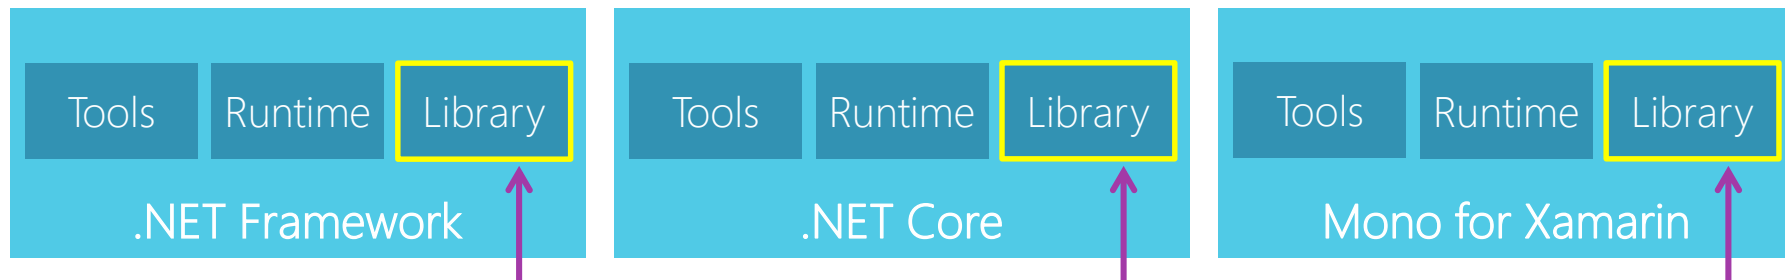 Tools Runtime Library
.NET Framework
Tools Runtime Library
.NET Core
Tools Runtime Library
Mono for Xamarin